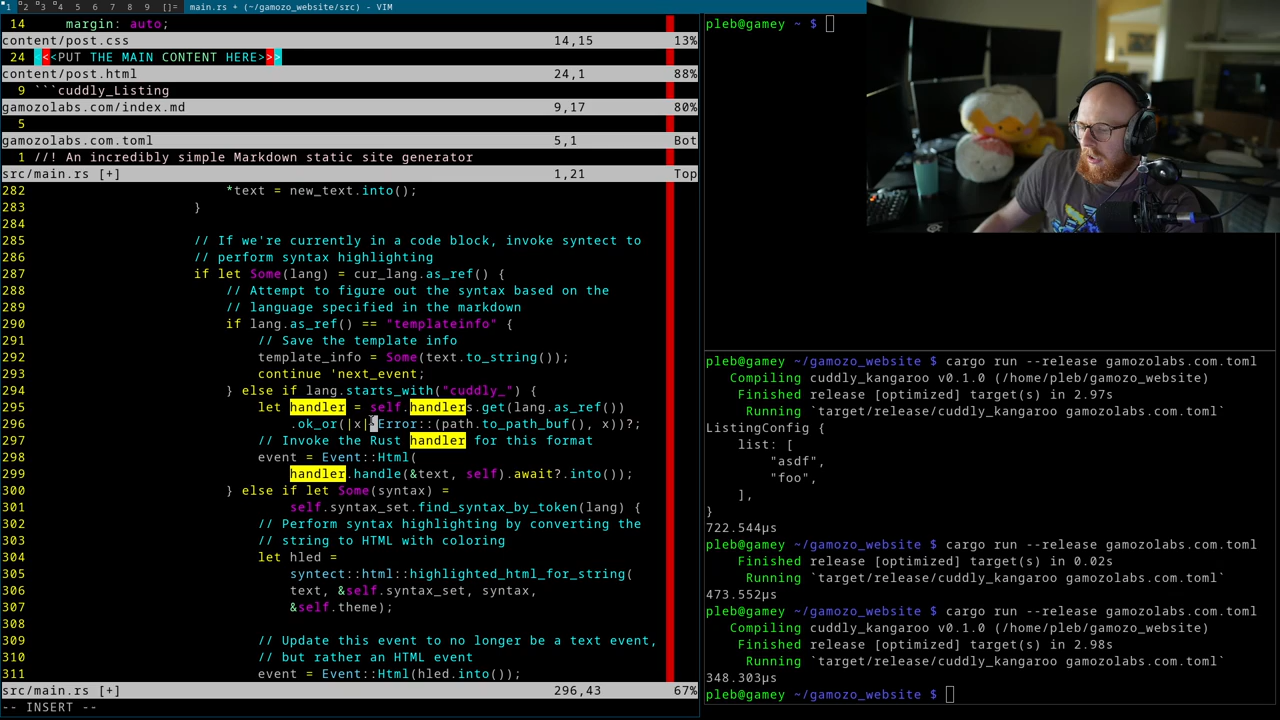 1 2 3 4 5 6 7 8 9 []= main.rs + (~/gamozo_website/src) - VIM
14     margin: auto;
content/post.css 14,15 13%
24 <<<PUT THE MAIN CONTENT HERE>>>
content/post.html 24,1 88%
9 ```cuddly_Listing
gamozolabs.com/index.md 9,17 80%
5
gamozolabs.com.toml 5,1 Bot
1 //! An incredibly simple Markdown static site generator
src/main.rs [+] 1,21 Top
282 *text = new_text.into();
283 }
284
285 // If we're currently in a code block, invoke syntect to
286 // perform syntax highlighting
287 if let Some(lang) = cur_lang.as_ref() {
288 // Attempt to figure out the syntax based on the
289 // language specified in the markdown
290 if lang.as_ref() == "templateinfo" {
291 // Save the template info
292 template_info = Some(text.to_string());
293 continue 'next_event;
294 } else if lang.starts_with("cuddly_") {
295 let handler = self.handlers.get(lang.as_ref())
296 .ok_or(|x| Error::(path.to_path_buf(), x))?;
297 // Invoke the Rust handler for this format
298 event = Event::Html(
299 handler.handle(&text, self).await?.into());
300 } else if let Some(syntax) =
301 self.syntax_set.find_syntax_by_token(lang) {
302 // Perform syntax highlighting by converting the
303 // string to HTML with coloring
304 let hled =
305 syntect::html::highlighted_html_for_string(
306 text, &self.syntax_set, syntax,
307 &self.theme);
308
309 // Update this event to no longer be a text event,
310 // but rather an HTML event
311 event = Event::Html(hled.into());
src/main.rs [+] 296,43 67%
-- INSERT --
pleb@gamey ~ $
pleb@gamey ~/gamozo_website $ cargo run --release gamozolabs.com.toml
Compiling cuddly_kangaroo v0.1.0 (/home/pleb/gamozo_website)
Finished release [optimized] target(s) in 2.97s
Running `target/release/cuddly_kangaroo gamozolabs.com.toml`
ListingConfig {
list: [
"asdf",
"foo",
],
}
722.544µs
pleb@gamey ~/gamozo_website $ cargo run --release gamozolabs.com.toml
Finished release [optimized] target(s) in 0.02s
Running `target/release/cuddly_kangaroo gamozolabs.com.toml`
473.552µs
pleb@gamey ~/gamozo_website $ cargo run --release gamozolabs.com.toml
Compiling cuddly_kangaroo v0.1.0 (/home/pleb/gamozo_website)
Finished release [optimized] target(s) in 2.98s
Running `target/release/cuddly_kangaroo gamozolabs.com.toml`
348.303µs
pleb@gamey ~/gamozo_website $